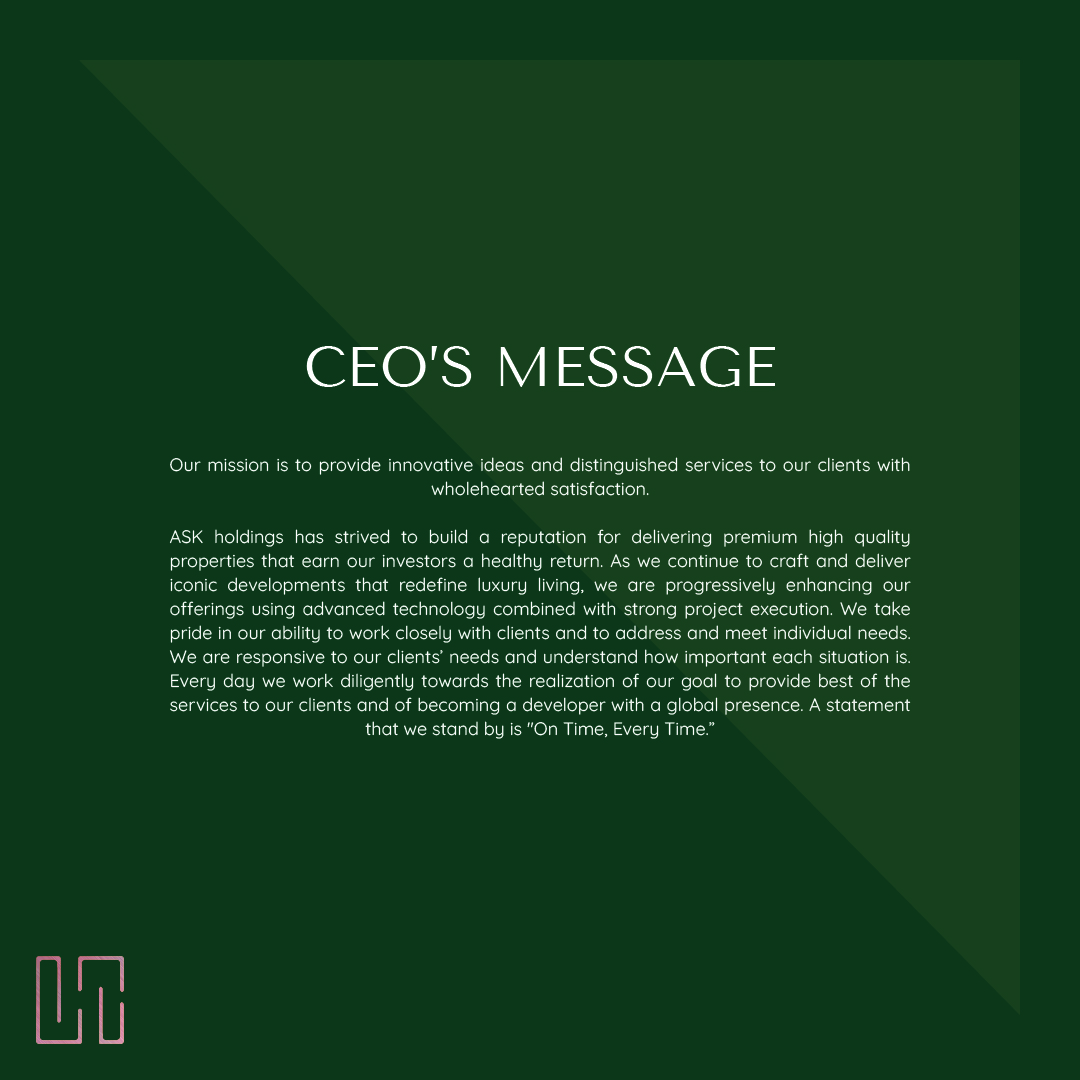 CEO'S MESSAGE
Our mission is to provide innovative ideas and distinguished services to our clients with
wholehearted satisfaction.
ASK holdings has strived to build a reputation for delivering premium high quality
properties that earn our investors a healthy return. As we continue to craft and deliver
iconic developments that redefine luxury living, we are progressively enhancing our
offerings using advanced technology combined with strong project execution. We take
pride in our ability to work closely with clients and to address and meet individual needs.
We are responsive to our clients’ needs and understand how important each situation is.
Every day we work diligently towards the realization of our goal to provide best of the
services to our clients and of becoming a developer with a global presence. A statement
that we stand by is "On Time, Every Time.”